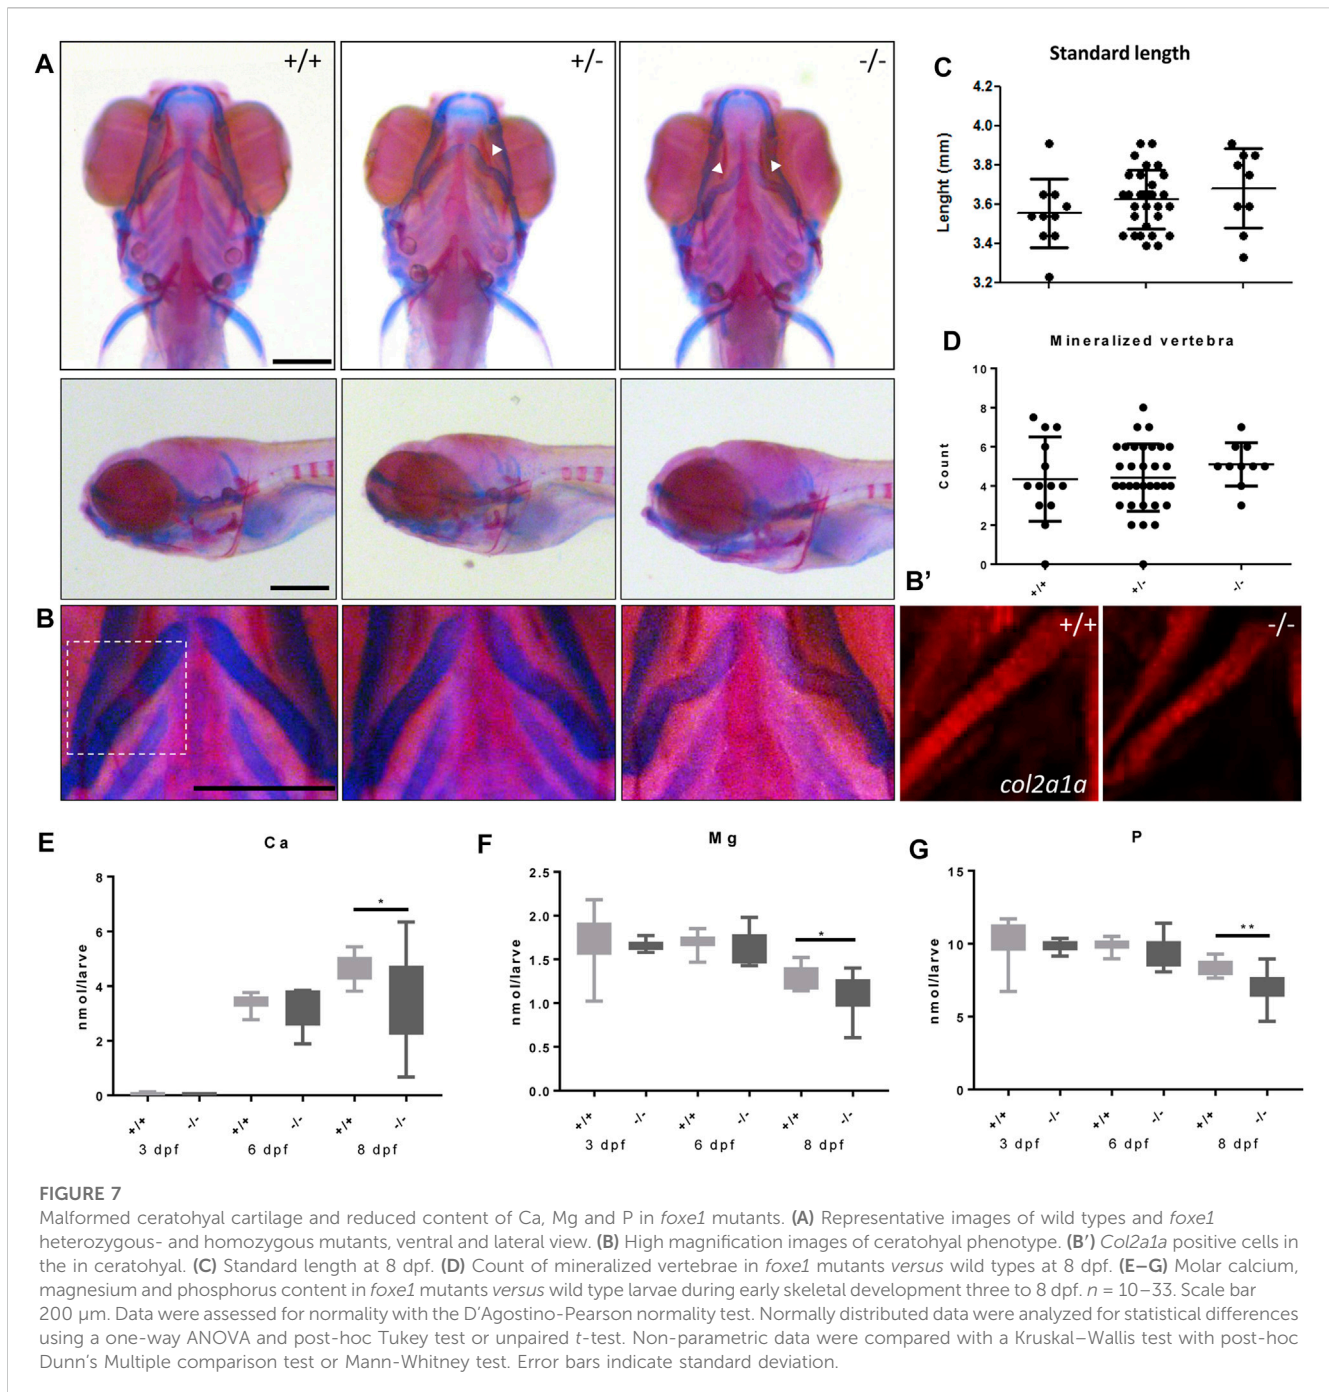 A
+/+
+/-
-/-
C
Standard length
Lenght (mm)
4.2
4.0
3.8
3.6
3.4
3.2
D
Mineralized vertebra
Count
10
8
6
4
2
0
+/+
+/-
-/-
B
B'
+/+
col2a1a
-/-
E
Ca
nmol/larve
8
6
4
2
0
*
+/+
-/-
+/+
-/-
+/+
-/-
3 dpf
6 dpf
8 dpf
F
Mg
nmol/larve
2.5
2.0
1.5
1.0
0.5
0.0
*
+/+
-/-
+/+
-/-
+/+
-/-
3 dpf
6 dpf
8 dpf
G
P
nmol/larve
15
10
5
0
**
+/+
-/-
+/+
-/-
+/+
-/-
3 dpf
6 dpf
8 dpf
FIGURE 7
Malformed ceratohyal cartilage and reduced content of Ca, Mg and P in foxe1 mutants. (A) Representative images of wild types and foxe1
heterozygous- and homozygous mutants, ventral and lateral view. (B) High magnification images of ceratohyal phenotype. (B') Col2a1a positive cells in
the in ceratohyal. (C) Standard length at 8 dpf. (D) Count of mineralized vertebrae in foxe1 mutants versus wild types at 8 dpf. (E–G) Molar calcium,
magnesium and phosphorus content in foxe1 mutants versus wild type larvae during early skeletal development three to 8 dpf. n = 10–33. Scale bar
200 µm. Data were assessed for normality with the D'Agostino-Pearson normality test. Normally distributed data were analyzed for statistical differences
using a one-way ANOVA and post-hoc Tukey test or unpaired t-test. Non-parametric data were compared with a Kruskal–Wallis test with post-hoc
Dunn's Multiple comparison test or Mann-Whitney test. Error bars indicate standard deviation.